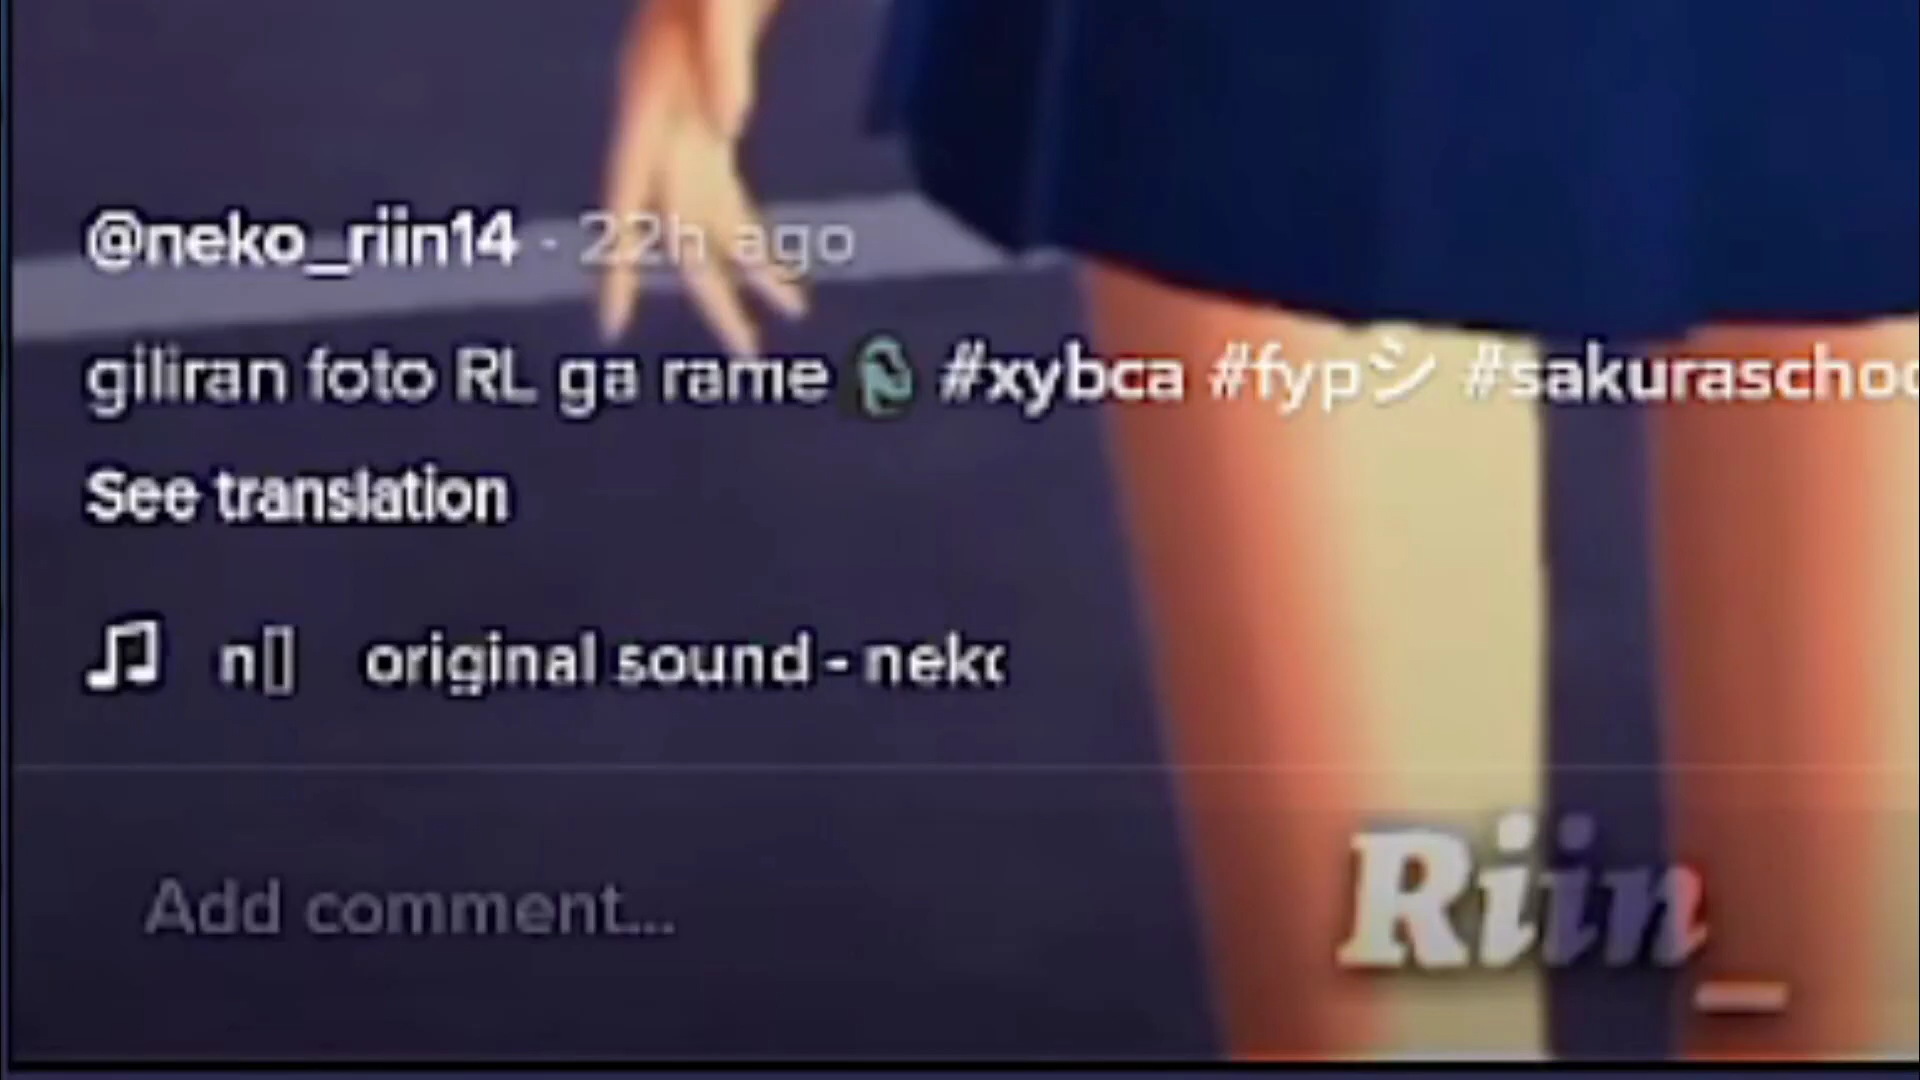 @neko_riin14 · 22h ago
giliran foto RL ga rame #xybca #fypシ #sakuraschoo
See translation
n▯ original sound - neko
Add comment...
Riin_